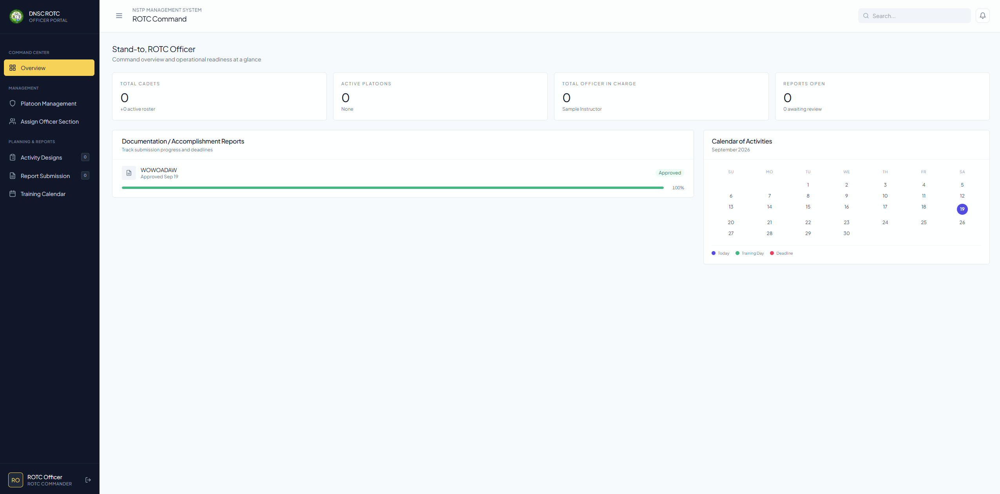 DNSC ROTC
OFFICER PORTAL
COMMAND CENTER
Overview
MANAGEMENT
Platoon Management
Assign Officer Section
PLANNING & REPORTS
Activity Designs 0
Report Submission 0
Training Calendar
RO
ROTC Officer
ROTC COMMANDER
NSTP MANAGEMENT SYSTEM
ROTC Command
Search...
Stand-to, ROTC Officer
Command overview and operational readiness at a glance
TOTAL CADETS
0
+0 active roster
ACTIVE PLATOONS
0
None
TOTAL OFFICER IN CHARGE
0
Sample Instructor
REPORTS OPEN
0
0 awaiting review
Documentation / Accomplishment Reports
Track submission progress and deadlines
WOWOADAW
Approved Sep 19
Approved
100%
Calendar of Activities
September 2026
SU MO TU WE TH FR SA
1 2 3 4 5
6 7 8 9 10 11 12
13 14 15 16 17 18 19
20 21 22 23 24 25 26
27 28 29 30
Today Training Day Deadline